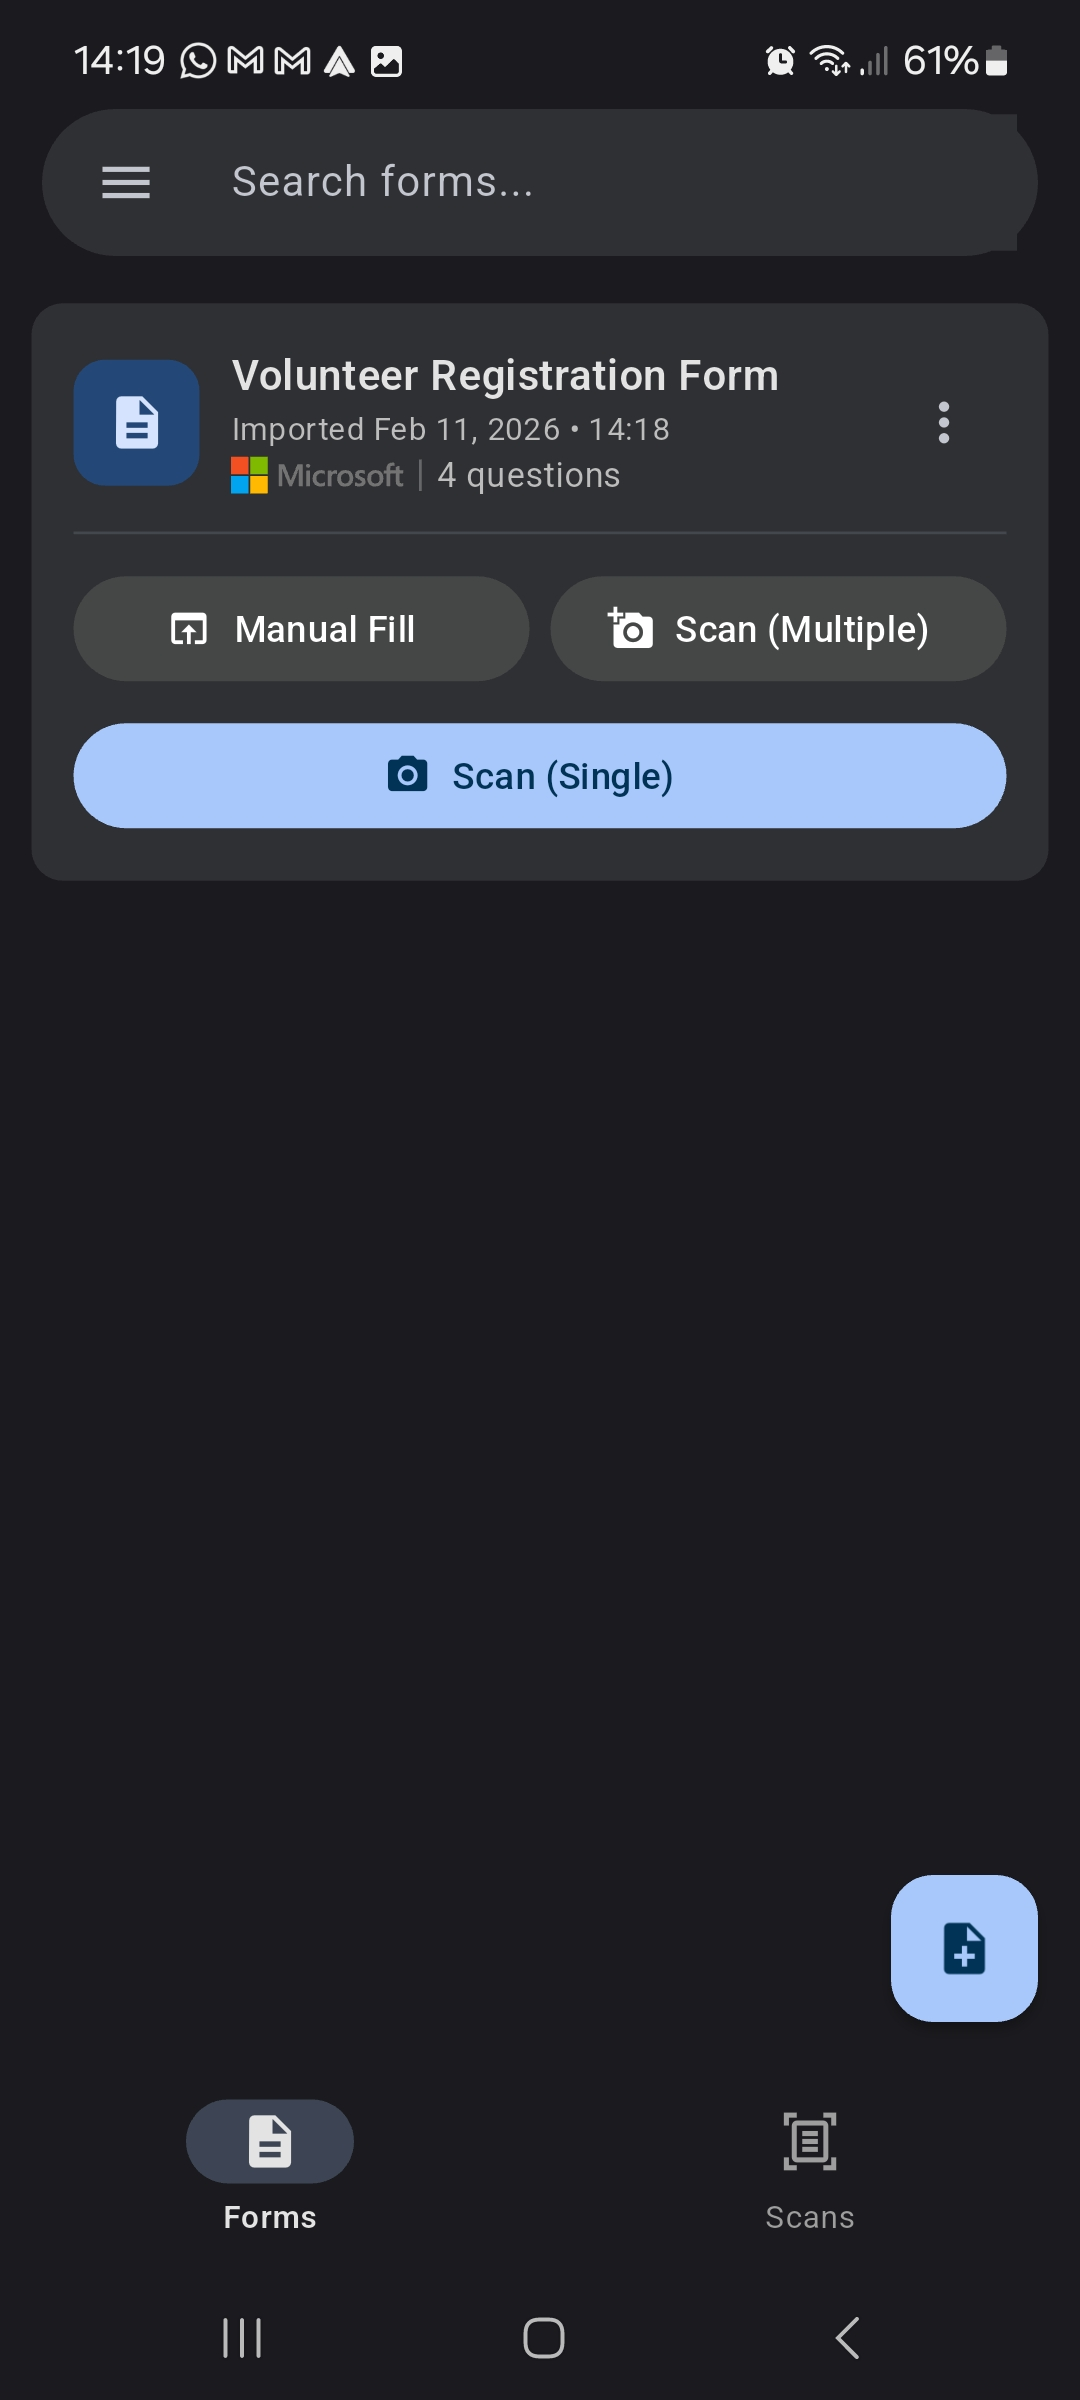 14:19
61%
Search forms...
Volunteer Registration Form
Imported Feb 11, 2026 • 14:18
Microsoft | 4 questions
Manual Fill
Scan (Multiple)
Scan (Single)
Forms
Scans